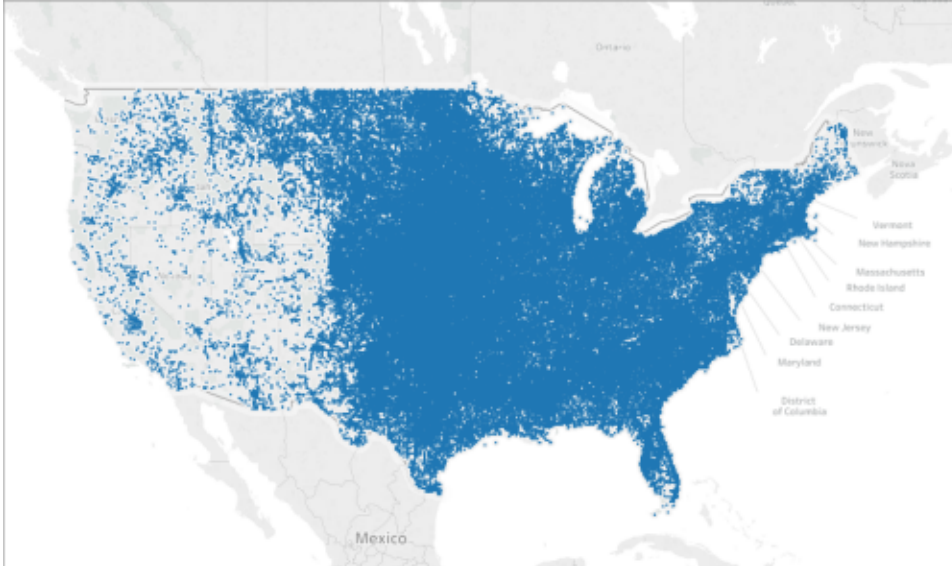 Ontario
New
Nova
Scotia
Vermont
New Hampshire
Massachusetts
Rhode Island
Connecticut
New Jersey
Delaware
Maryland
District
of Columbia
Mexico